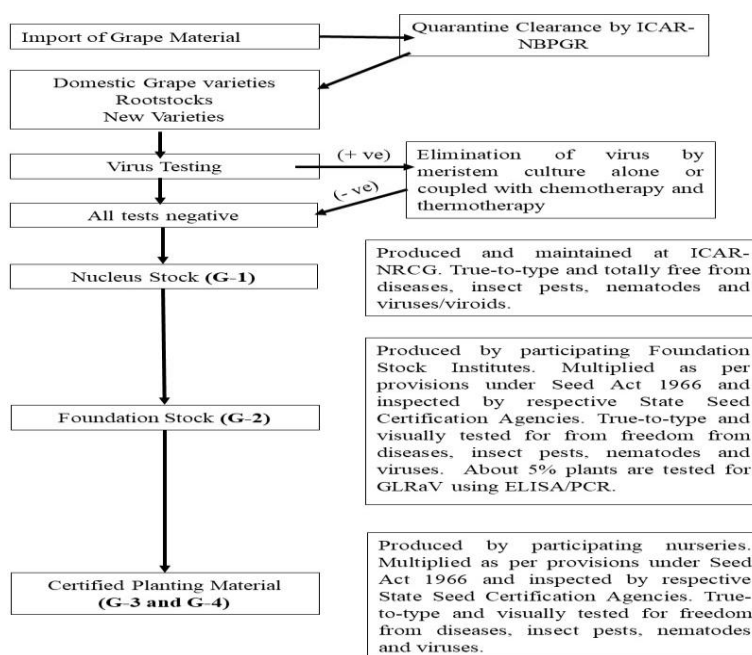 Import of Grape Material
Quarantine Clearance by ICAR-
NBPGR
Domestic Grape varieties
Rootstocks
New Varieties
Virus Testing
(+ ve)
Elimination of virus by
meristem culture alone or
coupled with chemotherapy and
thermotherapy
(- ve)
All tests negative
Nucleus Stock (G-1)
Produced and maintained at ICAR-
NRCG. True-to-type and totally free from
diseases, insect pests, nematodes and
viruses/viroids.
Foundation Stock (G-2)
Produced by participating Foundation
Stock Institutes. Multiplied as per
provisions under Seed Act 1966 and
inspected by respective State Seed
Certification Agencies. True-to-type and
visually tested for from freedom from
diseases, insect pests, nematodes and
viruses. About 5% plants are tested for
GLRaV using ELISA/PCR.
Certified Planting Material
(G-3 and G-4)
Produced by participating nurseries.
Multiplied as per provisions under Seed
Act 1966 and inspected by respective
State Seed Certification Agencies. True-
to-type and visually tested for freedom
from diseases, insect pests, nematodes
and viruses.